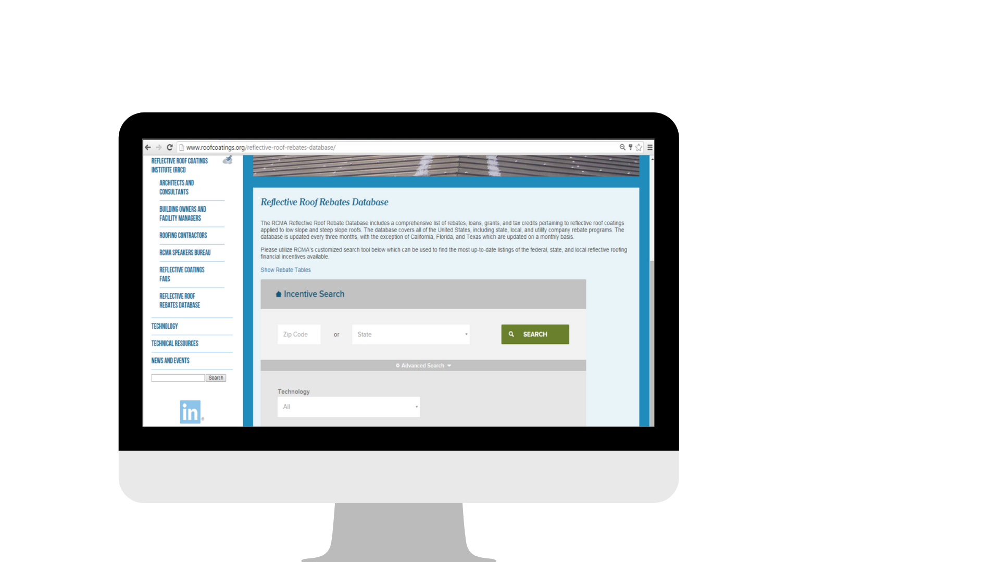 www.roofcoatings.org/reflective-roof-rebates-database/
REFLECTIVE ROOF COATINGS
INSTITUTE (RRCI)
ARCHITECTS AND
CONSULTANTS
BUILDING OWNERS AND
FACILITY MANAGERS
ROOFING CONTRACTORS
RCMA SPEAKERS BUREAU
REFLECTIVE COATINGS
FAQS
REFLECTIVE ROOF
REBATES DATABASE
TECHNOLOGY
TECHNICAL RESOURCES
NEWS AND EVENTS
Search
in®
Reflective Roof Rebates Database
The RCMA Reflective Roof Rebate Database includes a comprehensive list of rebates, loans, grants, and tax credits pertaining to reflective roof coatings
applied to low slope and steep slope roofs. The database covers all of the United States, including state, local, and utility company rebate programs. The
database is updated every three months, with the exception of California, Florida, and Texas which are updated on a monthly basis.
Please utilize RCMA's customized search tool below which can be used to find the most up-to-date listings of the federal, state, and local reflective roofing
financial incentives available.
Show Rebate Tables
Incentive Search
Zip Code or State SEARCH
Advanced Search
Technology
All